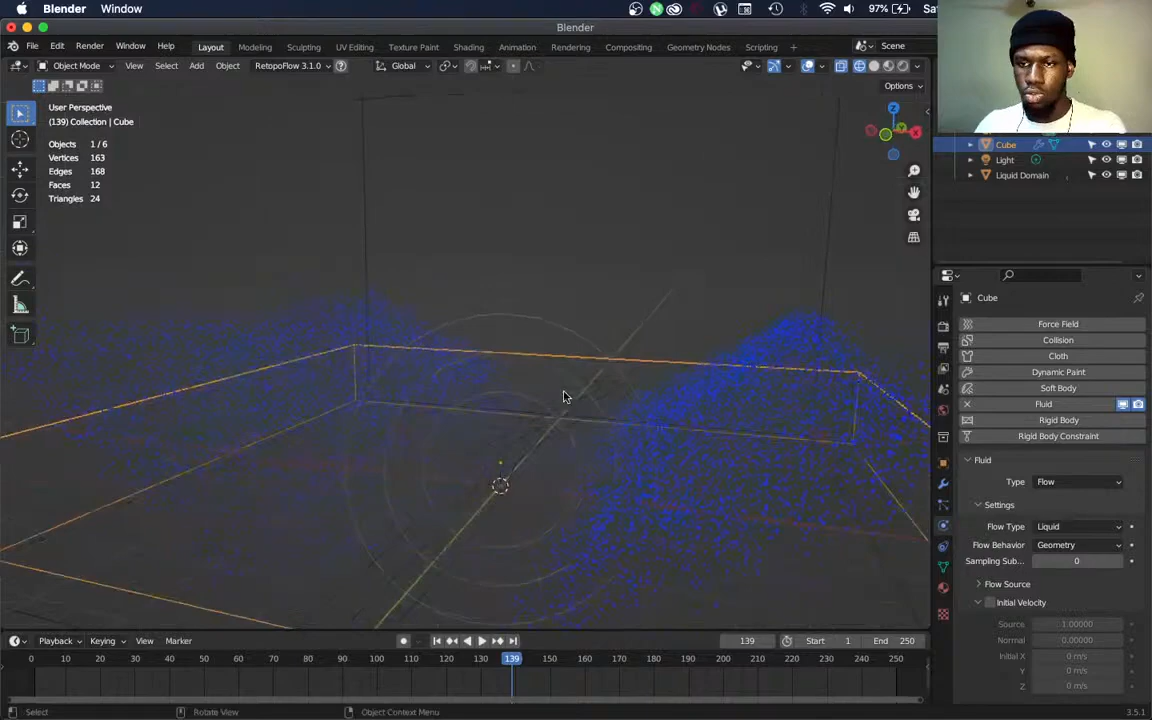 Blender Window 97% Sa
Blender
File Edit Render Window Help Layout Modeling Sculpting UV Editing Texture Paint Shading Animation Rendering Compositing Geometry Nodes Scripting + Scene
Object Mode View Select Add Object RetopoFlow 3.1.0 Global
Options
User Perspective
(139) Collection | Cube
Objects 1 / 6
Vertices 163
Edges 168
Faces 12
Triangles 24
Z
X
Y
Cube
Light
Liquid Domain
Cube
Force Field
Collision
Cloth
Dynamic Paint
Soft Body
Fluid
Rigid Body
Rigid Body Constraint
Fluid
Type Flow
Settings
Flow Type Liquid
Flow Behavior Geometry
Sampling Sub... 0
Flow Source
Initial Velocity
Source 1.00000
Normal 0.00000
Initial X 0 m/s
Y 0 m/s
Z 0 m/s
Playback Keying View Marker 139 Start 1 End 250
0 10 20 30 40 50 60 70 80 90 100 110 120 130 139 150 160 170 180 190 200 210 220 230 240 250
Select Rotate View Object Context Menu 3.5.1